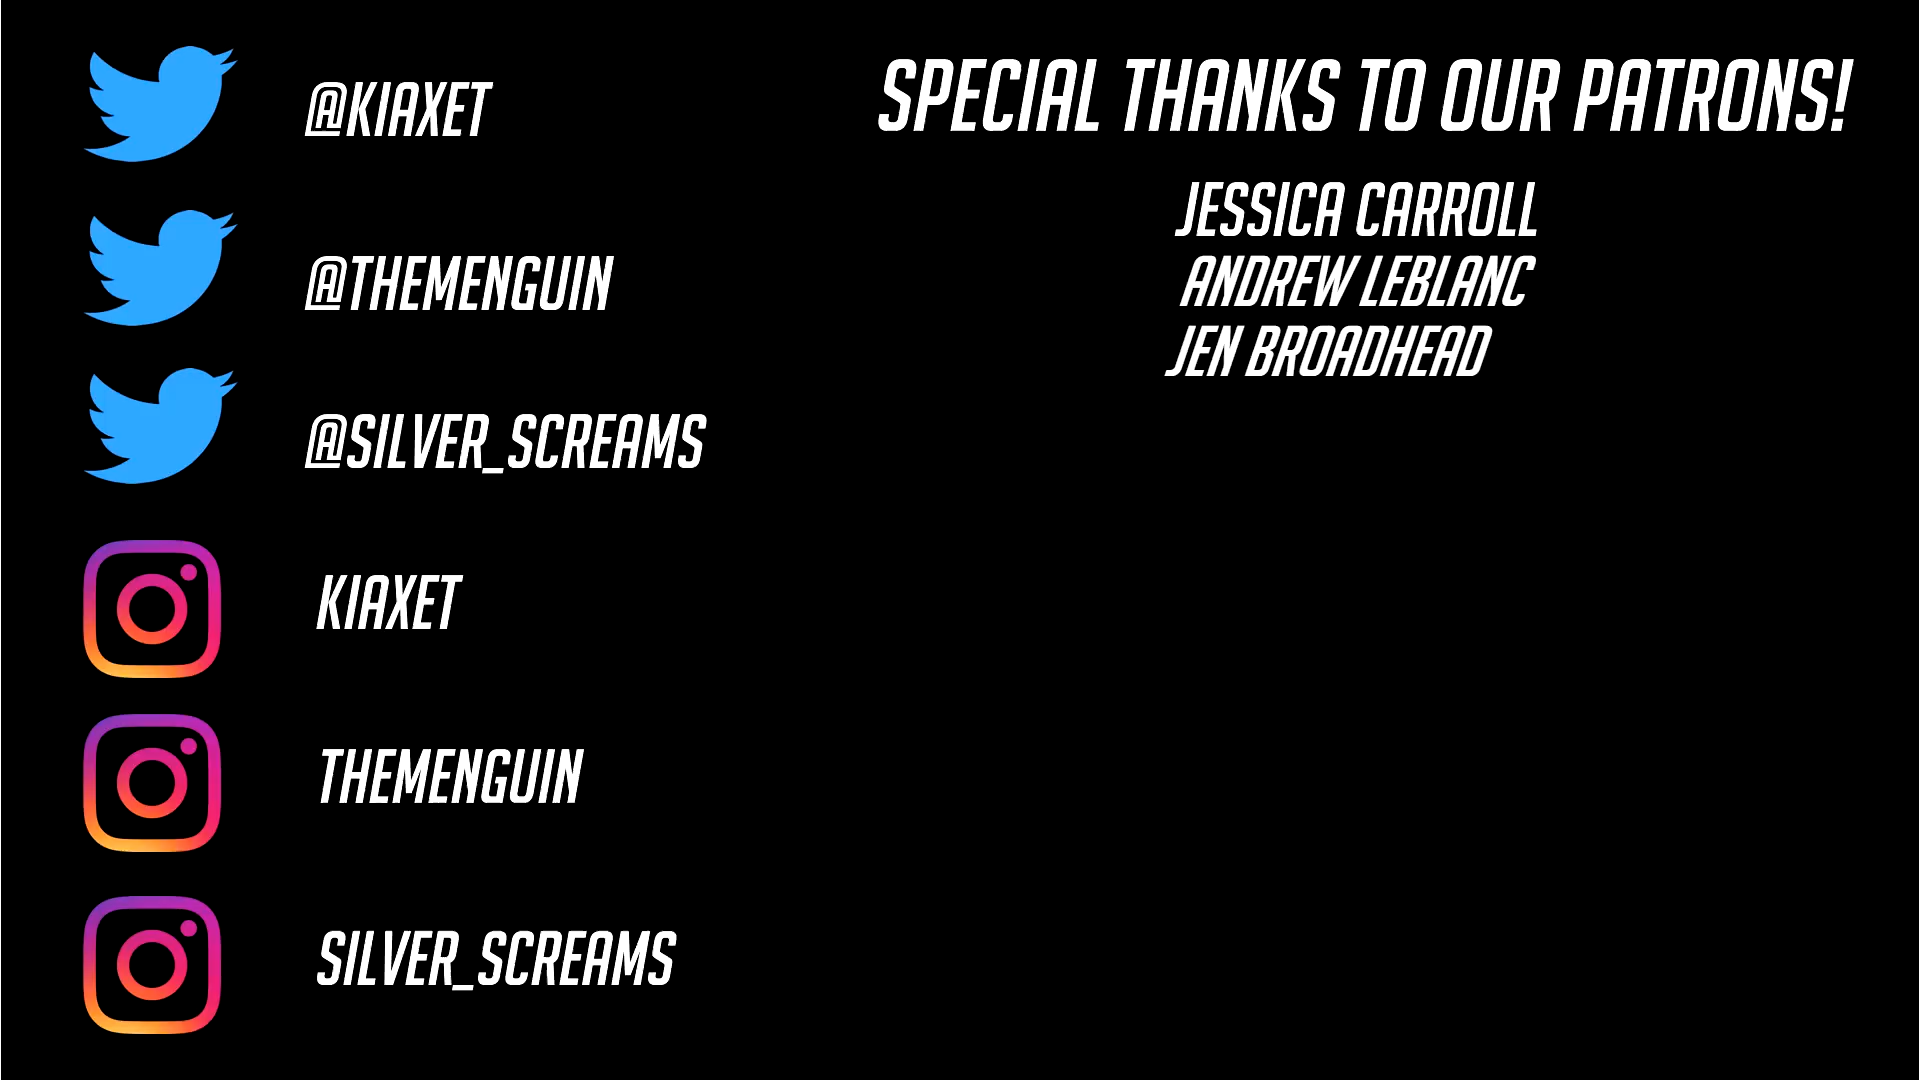 @KIAXET
@THEMENGUIN
@SILVER_SCREAMS
KIAXET
THEMENGUIN
SILVER_SCREAMS
SPECIAL THANKS TO OUR PATRONS!
JESSICA CARROLL
ANDREW LEBLANC
JEN BROADHEAD